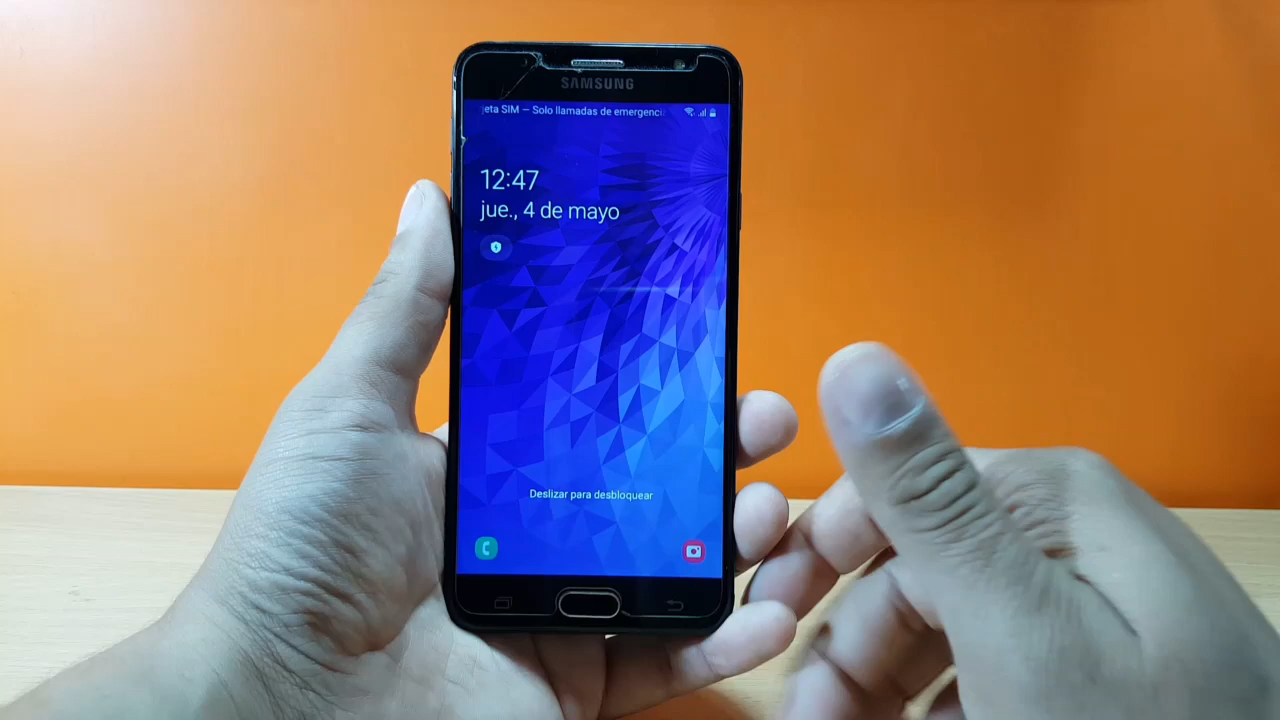 SAMSUNG
jeta SIM — Solo llamadas de emergenci
12:47
jue., 4 de mayo
Deslizar para desbloquear